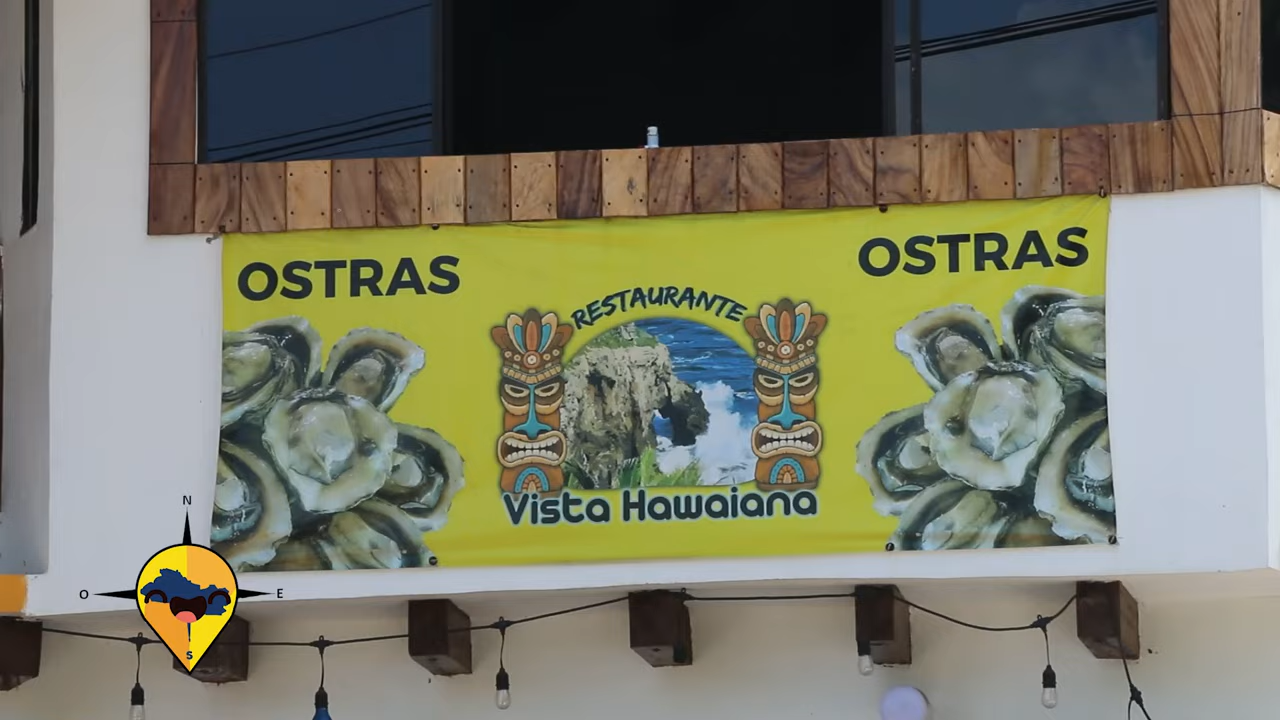 OSTRAS
OSTRAS
RESTAURANTE
Vista Hawaiana
N
O
E
S